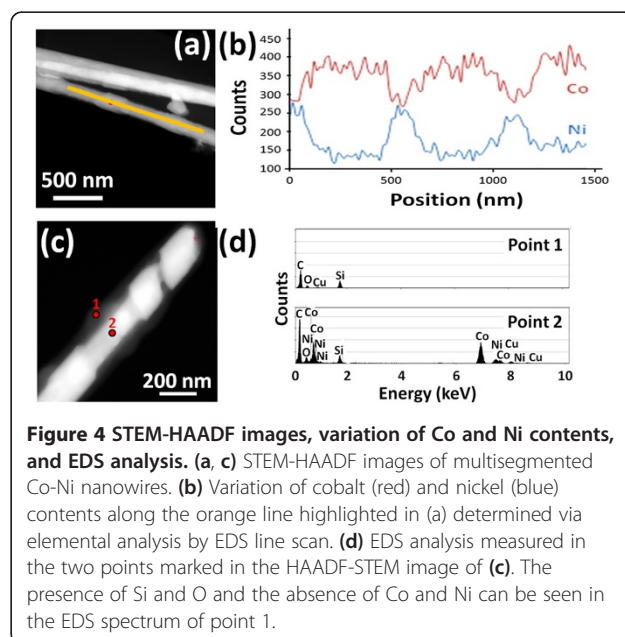 (a)
(b)
450
400
350
300
250
200
150
100
Counts
Co
Ni
0
500
1000
1500
Position (nm)
500 nm
(c)
1
2
200 nm
(d)
Counts
Point 1
C
O
Cu
Si
Point 2
C Co
Co
Ni
Ni
O
Ni
Si
Co
Ni Cu
Co
Ni Cu
0
2
4
6
8
10
Energy (keV)
Figure 4 STEM-HAADF images, variation of Co and Ni contents,
and EDS analysis. (a, c) STEM-HAADF images of multisegmented
Co-Ni nanowires. (b) Variation of cobalt (red) and nickel (blue)
contents along the orange line highlighted in (a) determined via
elemental analysis by EDS line scan. (d) EDS analysis measured in
the two points marked in the HAADF-STEM image of (c). The
presence of Si and O and the absence of Co and Ni can be seen in
the EDS spectrum of point 1.